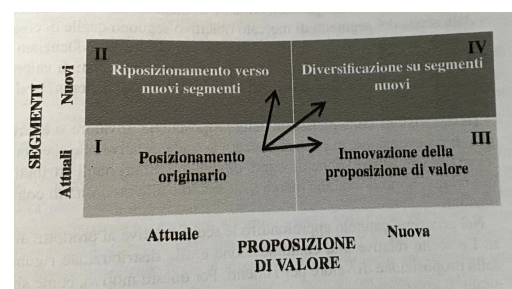 II
Riposizionamento verso
nuovi segmenti
IV
Diversificazione su segmenti
nuovi
SEGMENTI
Nuovi
Attuali
I
Posizionamento
originario
III
Innovazione della
proposizione di valore
Attuale
Nuova
PROPOSIZIONE
DI VALORE